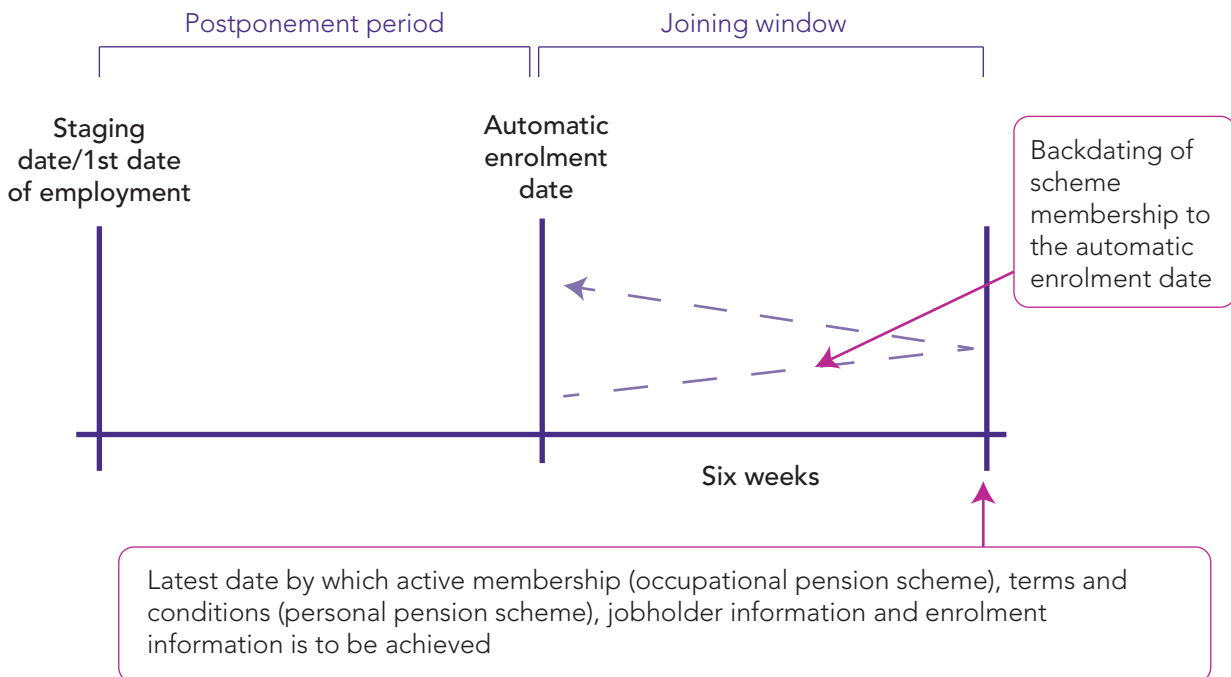 Postponement period
Joining window
Staging
date/1st date
of employment
Automatic
enrolment
date
Backdating of
scheme
membership to
the automatic
enrolment date
Six weeks
Latest date by which active membership (occupational pension scheme), terms and
conditions (personal pension scheme), jobholder information and enrolment
information is to be achieved